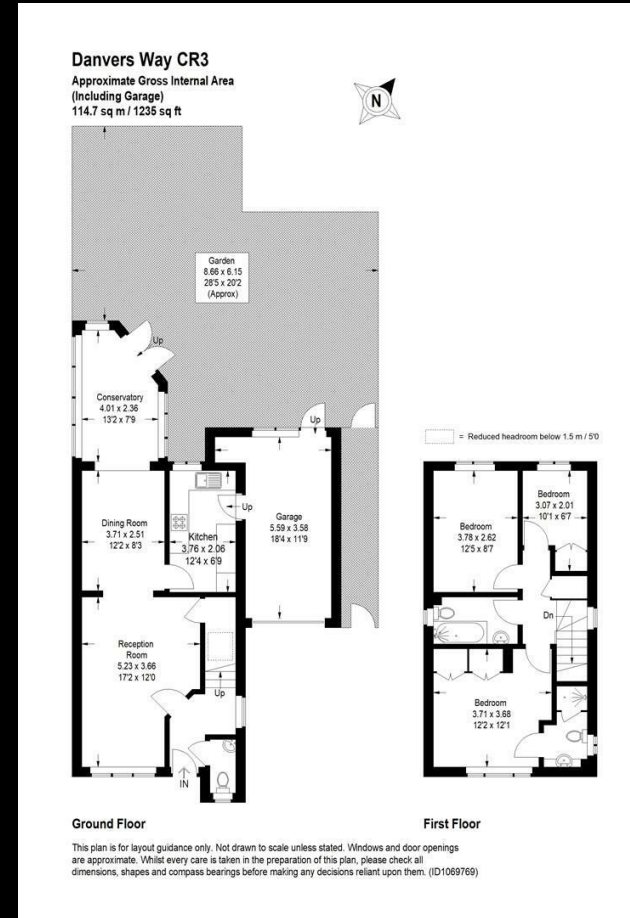 Danvers Way CR3
Approximate Gross Internal Area
(Including Garage)
114.7 sq m / 1235 sq ft
N
Garden
8.66 x 6.15
28'5 x 20'2
(Approx)
Up
Conservatory
4.01 x 2.36
13'2 x 7'9
Up
= Reduced headroom below 1.5 m / 5'0
Dining Room
3.71 x 2.51
12'2 x 8'3
Kitchen
3.76 x 2.06
12'4 x 6'9
Up
Garage
5.59 x 3.58
18'4 x 11'9
Bedroom
3.78 x 2.62
12'5 x 8'7
Bedroom
3.07 x 2.01
10'1 x 6'7
Dn
Reception
Room
5.23 x 3.66
17'2 x 12'0
Up
IN
Bedroom
3.71 x 3.68
12'2 x 12'1
Ground Floor
First Floor
This plan is for layout guidance only. Not drawn to scale unless stated. Windows and door openings
are approximate. Whilst every care is taken in the preparation of this plan, please check all
dimensions, shapes and compass bearings before making any decisions reliant upon them. (ID1069769)